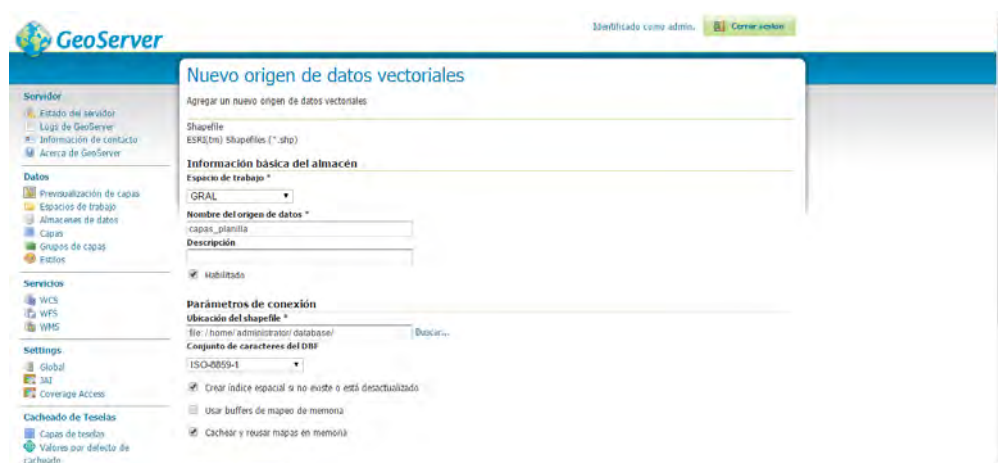 GeoServer
Identificado como admin.
Cerrar sesión
Nuevo origen de datos vectoriales
Agregar un nuevo origen de datos vectoriales
Shapefile
ESRI(tm) Shapefiles (*.shp)
Información básica del almacén
Espacio de trabajo *
GRAL
Nombre del origen de datos *
capas_planilla
Descripción
Habilitado
Parámetros de conexión
Ubicación del shapefile *
file:/home/administrator/database/
Buscar...
Conjunto de caracteres del DBF
ISO-8859-1
Crear índice espacial si no existe o está desactualizado
Usar buffers de mapeo de memoria
Cachear y reusar mapas en memoria
Servidor
Estado del servidor
Logs de GeoServer
Información de contacto
Acerca de GeoServer
Datos
Previsualización de capas
Espacios de trabajo
Almacenes de datos
Capas
Grupos de capas
Estilos
Servicios
WCS
WFS
WMS
Settings
Global
JAI
Coverage Access
Cacheado de Teselas
Capas de teselas
Valores por defecto de
cacheado